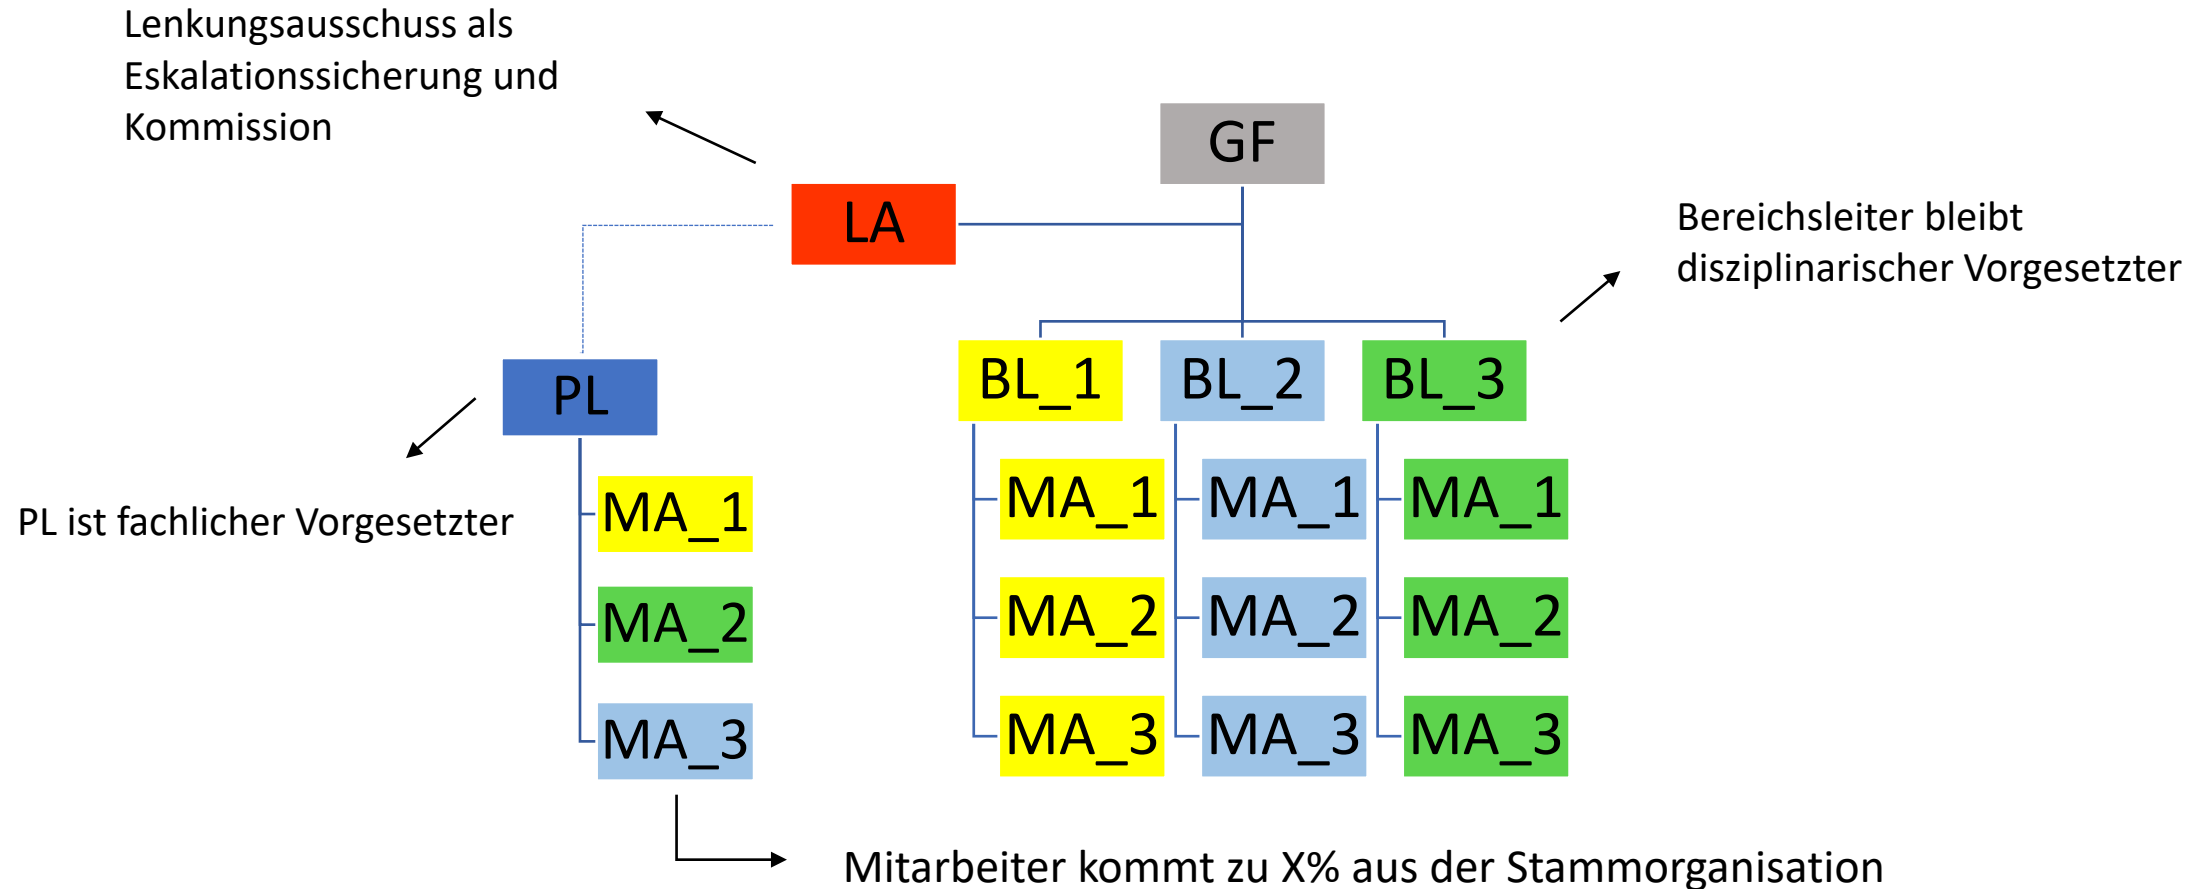 Lenkungsausschuss als
Eskalationssicherung und
Kommission
GF
LA
Bereichsleiter bleibt
disziplinarischer Vorgesetzter
PL
BL_1
BL_2
BL_3
PL ist fachlicher Vorgesetzter
MA_1
MA_2
MA_3
MA_1
MA_1
MA_1
MA_2
MA_2
MA_2
MA_3
MA_3
MA_3
Mitarbeiter kommt zu X% aus der Stammorganisation